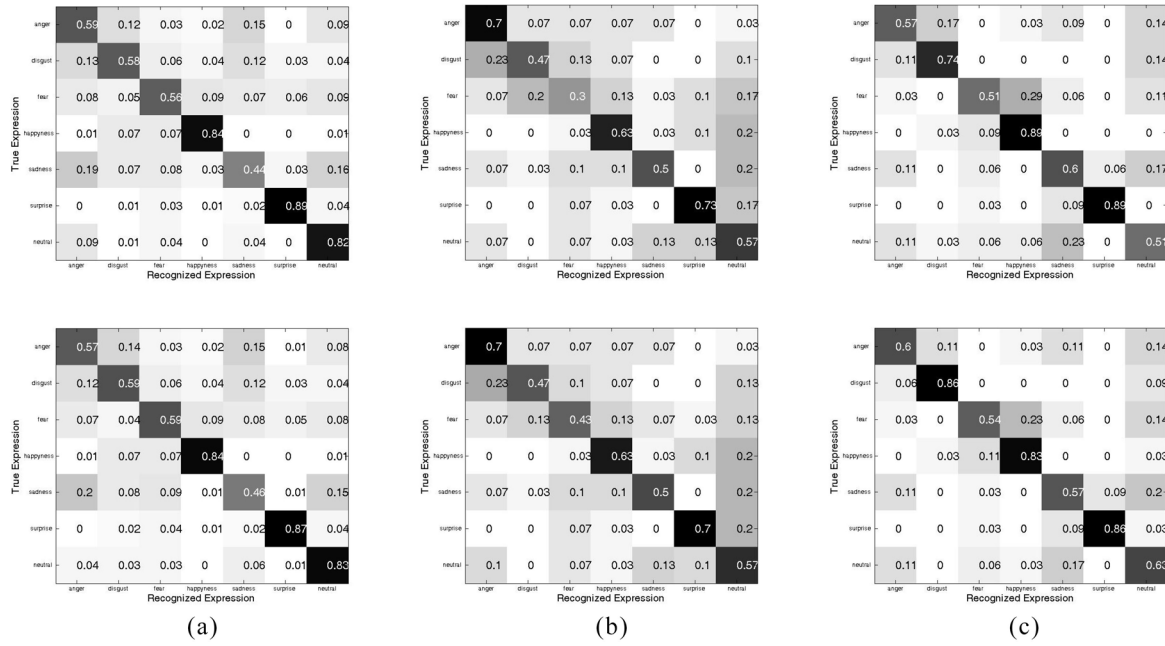 True Expression
anger 0.59 0.12 0.03 0.02 0.15 0 0.09
disgust 0.13 0.58 0.06 0.04 0.12 0.03 0.04
fear 0.08 0.05 0.56 0.09 0.07 0.06 0.09
happyness 0.01 0.07 0.07 0.84 0 0 0.01
sadness 0.19 0.07 0.08 0.03 0.44 0.03 0.16
surprise 0 0.01 0.03 0.01 0.02 0.89 0.04
neutral 0.09 0.01 0.04 0 0.04 0 0.82
anger disgust fear happyness sadness surprise neutral
Recognized Expression
True Expression
anger 0.7 0.07 0.07 0.07 0.07 0 0.03
disgust 0.23 0.47 0.13 0.07 0 0 0.1
fear 0.07 0.2 0.3 0.13 0.03 0.1 0.17
happyness 0 0 0.03 0.63 0.03 0.1 0.2
sadness 0.07 0.03 0.1 0.1 0.5 0 0.2
surprise 0 0 0.07 0.03 0 0.73 0.17
neutral 0.07 0 0.07 0.03 0.13 0.13 0.57
anger disgust fear happyness sadness surprise neutral
Recognized Expression
True Expression
anger 0.57 0.17 0 0.03 0.09 0 0.14
disgust 0.11 0.74 0 0 0 0 0.14
fear 0.03 0 0.51 0.29 0.06 0 0.11
happyness 0 0.03 0.09 0.89 0 0 0
sadness 0.11 0 0.06 0 0.6 0.06 0.17
surprise 0 0 0.03 0 0.09 0.89 0
neutral 0.11 0.03 0.06 0.06 0.23 0 0.51
anger disgust fear happyness sadness surprise neutral
Recognized Expression
True Expression
anger 0.57 0.14 0.03 0.02 0.15 0.01 0.08
disgust 0.12 0.59 0.06 0.04 0.12 0.03 0.04
fear 0.07 0.04 0.59 0.09 0.08 0.05 0.08
happyness 0.01 0.07 0.07 0.84 0 0 0.01
sadness 0.2 0.08 0.09 0.01 0.46 0.01 0.15
surprise 0 0.02 0.04 0.01 0.02 0.87 0.04
neutral 0.04 0.03 0.03 0 0.06 0.01 0.83
anger disgust fear happyness sadness surprise neutral
Recognized Expression
(a)
True Expression
anger 0.7 0.07 0.07 0.07 0.07 0 0.03
disgust 0.23 0.47 0.1 0.07 0 0 0.13
fear 0.07 0.13 0.43 0.13 0.07 0.03 0.13
happyness 0 0 0.03 0.63 0.03 0.1 0.2
sadness 0.07 0.03 0.1 0.1 0.5 0 0.2
surprise 0 0 0.07 0.03 0 0.7 0.2
neutral 0.1 0 0.07 0.03 0.13 0.1 0.57
anger disgust fear happyness sadness surprise neutral
Recognized Expression
(b)
True Expression
anger 0.6 0.11 0 0.03 0.11 0 0.14
disgust 0.06 0.86 0 0 0 0 0.09
fear 0.03 0 0.54 0.23 0.06 0 0.14
happyness 0 0.03 0.11 0.83 0 0 0.03
sadness 0.11 0 0.03 0 0.57 0.09 0.2
surprise 0 0 0.03 0 0.09 0.86 0.03
neutral 0.11 0 0.06 0.03 0.17 0 0.63
anger disgust fear happyness sadness surprise neutral
Recognized Expression
(c)